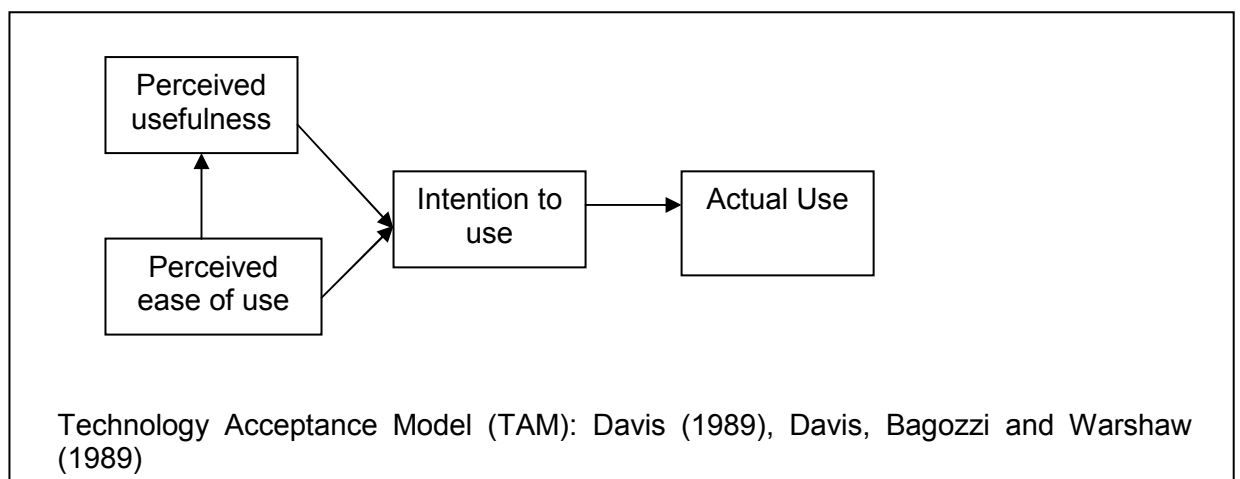 Perceived
usefulness
Intention to
use
Actual Use
Perceived
ease of use
Technology Acceptance Model (TAM): Davis (1989), Davis, Bagozzi and Warshaw
(1989)